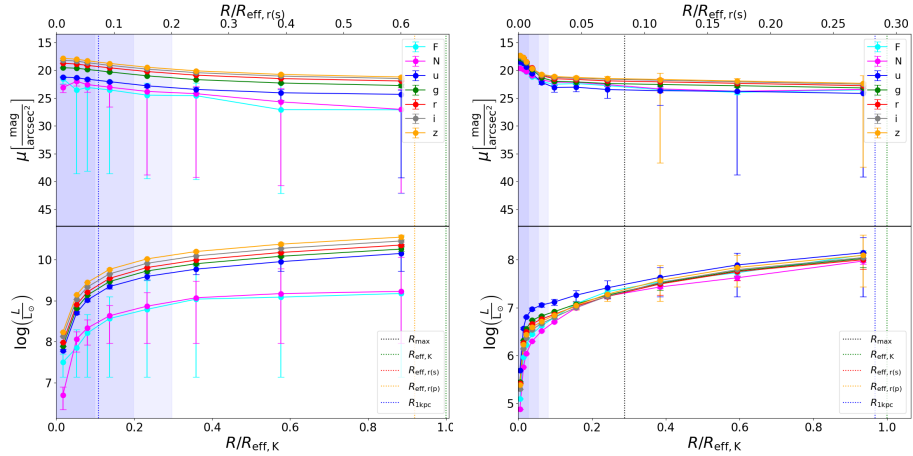 R/R_eff,r(s)
0.0 0.1 0.2 0.3 0.4 0.5 0.6
15
20
25
30
35
40
45
μ[mag/arcsec²]
F
N
u
g
r
i
z
10
9
8
7
log(L/L⊙)
R_max
R_eff,K
R_eff,r(s)
R_eff,r(p)
R_1kpc
0.0 0.2 0.4 0.6 0.8 1.0
R/R_eff,K
R/R_eff,r(s)
0.00 0.05 0.10 0.15 0.20 0.25 0.30
15
20
25
30
35
40
45
μ[mag/arcsec²]
F
N
u
g
r
i
z
8
7
6
5
log(L/L⊙)
R_max
R_eff,K
R_eff,r(s)
R_eff,r(p)
R_1kpc
0.0 0.2 0.4 0.6 0.8 1.0
R/R_eff,K